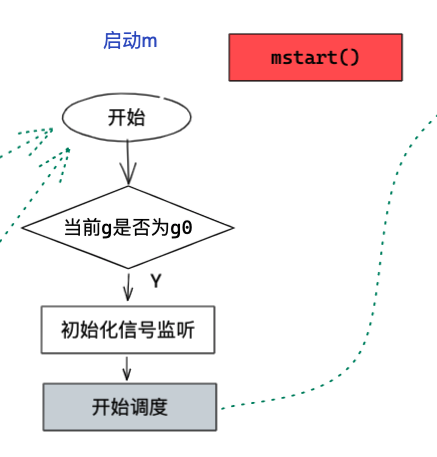 启动m
mstart()
开始
当前g是否为g0
Y
初始化信号监听
开始调度